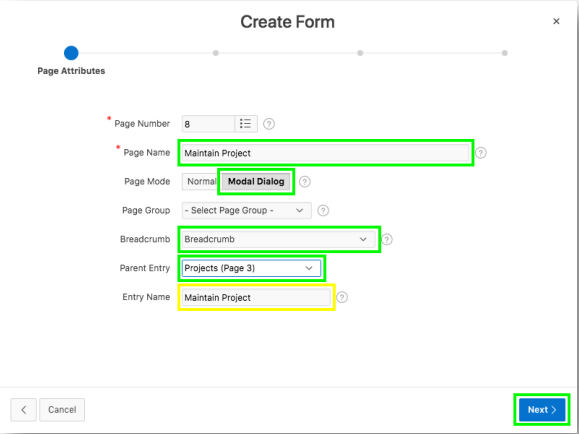 Create Form
×
Page Attributes
* Page Number 8 ?
* Page Name Maintain Project ?
Page Mode Normal Modal Dialog ?
Page Group - Select Page Group - ?
Breadcrumb Breadcrumb ?
Parent Entry Projects (Page 3)
Entry Name Maintain Project ?
< Cancel Next >